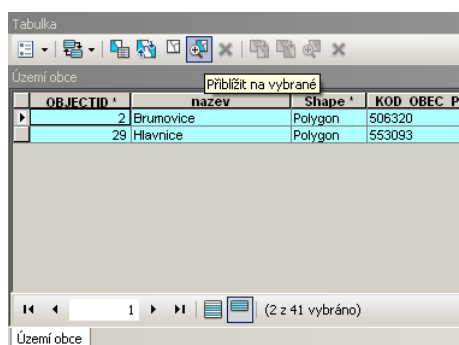 Tabulka
Území obce
Přiblížit na vybrané
OBJECTID * nazev Shape * KOD_OBEC_P
2 Brumovice Polygon 506320
29 Hlavnice Polygon 553093
1 (2 z 41 vybráno)
Území obce